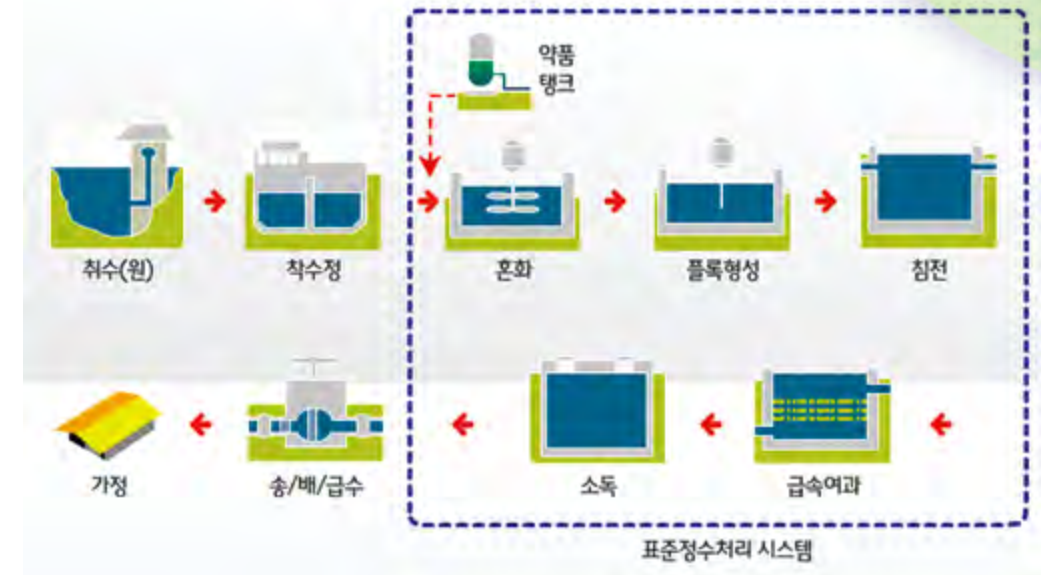 약품
탱크
취수(원)
착수정
혼화
플록형성
침전
가정
송/배/급수
소독
급속여과
표준정수처리 시스템